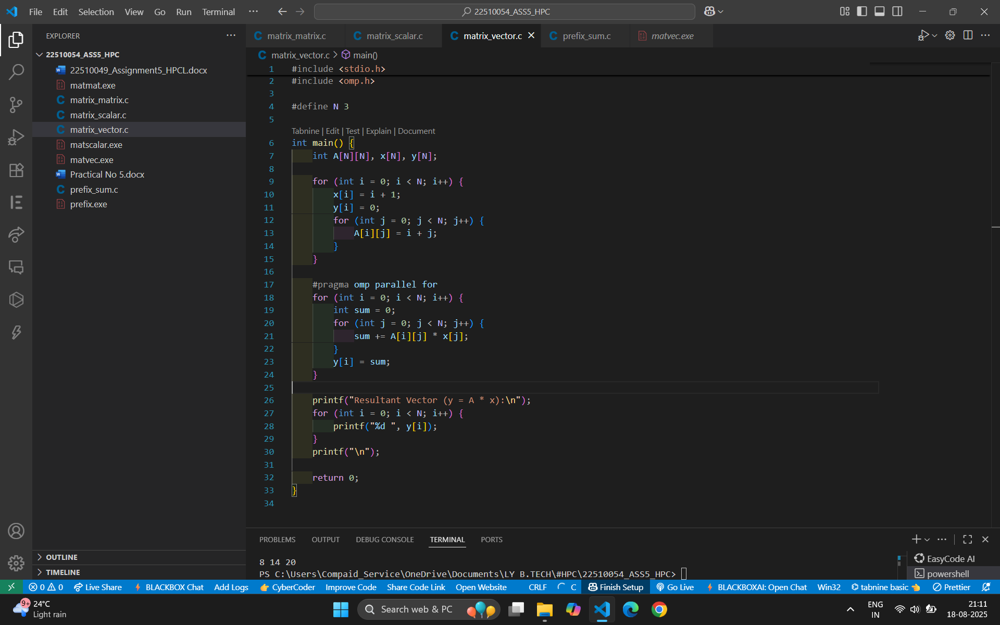 File Edit Selection View Go Run Terminal ··· 22510054_ASS5_HPC
EXPLORER ···
22510054_ASS5_HPC
22510049_Assignment5_HPCL.docx
matmat.exe
matrix_matrix.c
matrix_scalar.c
matrix_vector.c
matscalar.exe
matvec.exe
Practical No 5.docx
prefix_sum.c
prefix.exe
OUTLINE
TIMELINE
matrix_matrix.c matrix_scalar.c matrix_vector.c prefix_sum.c matvec.exe
matrix_vector.c > main()
1 #include <stdio.h>
2 #include <omp.h>
3
4 #define N 3
5
Tabnine | Edit | Test | Explain | Document
6 int main() {
7     int A[N][N], x[N], y[N];
8
9     for (int i = 0; i < N; i++) {
10         x[i] = i + 1;
11         y[i] = 0;
12         for (int j = 0; j < N; j++) {
13             A[i][j] = i + j;
14         }
15     }
16
17     #pragma omp parallel for
18     for (int i = 0; i < N; i++) {
19         int sum = 0;
20         for (int j = 0; j < N; j++) {
21             sum += A[i][j] * x[j];
22         }
23         y[i] = sum;
24     }
25
26     printf("Resultant Vector (y = A * x):\n");
27     for (int i = 0; i < N; i++) {
28         printf("%d ", y[i]);
29     }
30     printf("\n");
31
32     return 0;
33 }
34
PROBLEMS OUTPUT DEBUG CONSOLE TERMINAL PORTS
8 14 20
PS C:\Users\Compaid_Service\OneDrive\Documents\LY B.TECH\#HPC\22510054_ASS5_HPC>
EasyCode AI
powershell
0 0 Live Share BLACKBOX Chat Add Logs CyberCoder Improve Code Share Code Link Open Website CRLF C Finish Setup Go Live BLACKBOXAI: Open Chat Win32 tabnine basic Prettier
9+ 24°C
Light rain
Search web & PC
ENG
IN
21:11
18-08-2025